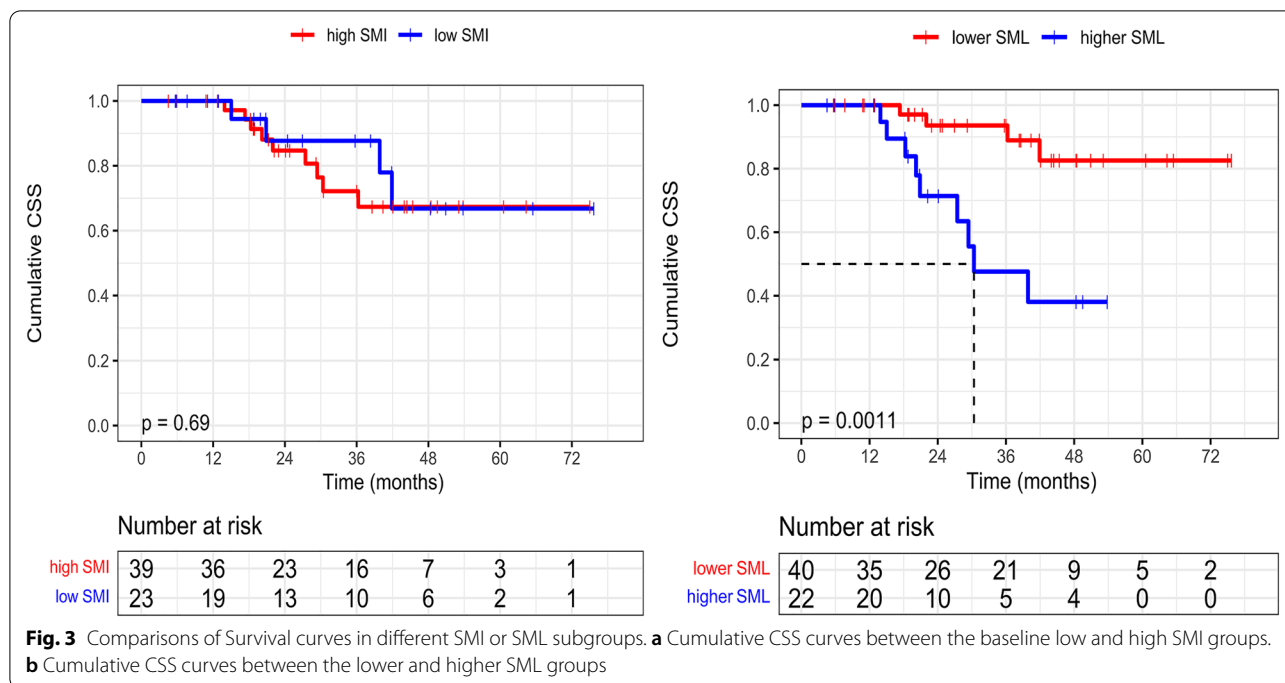 high SMI low SMI
Cumulative CSS
1.0
0.8
0.6
0.4
0.2
0.0
p = 0.69
0 12 24 36 48 60 72
Time (months)
Number at risk
high SMI 39 36 23 16 7 3 1
low SMI 23 19 13 10 6 2 1
lower SML higher SML
Cumulative CSS
1.0
0.8
0.6
0.4
0.2
0.0
p = 0.0011
0 12 24 36 48 60 72
Time (months)
Number at risk
lower SML 40 35 26 21 9 5 2
higher SML 22 20 10 5 4 0 0
Fig. 3 Comparisons of Survival curves in different SMI or SML subgroups. a Cumulative CSS curves between the baseline low and high SMI groups.
b Cumulative CSS curves between the lower and higher SML groups